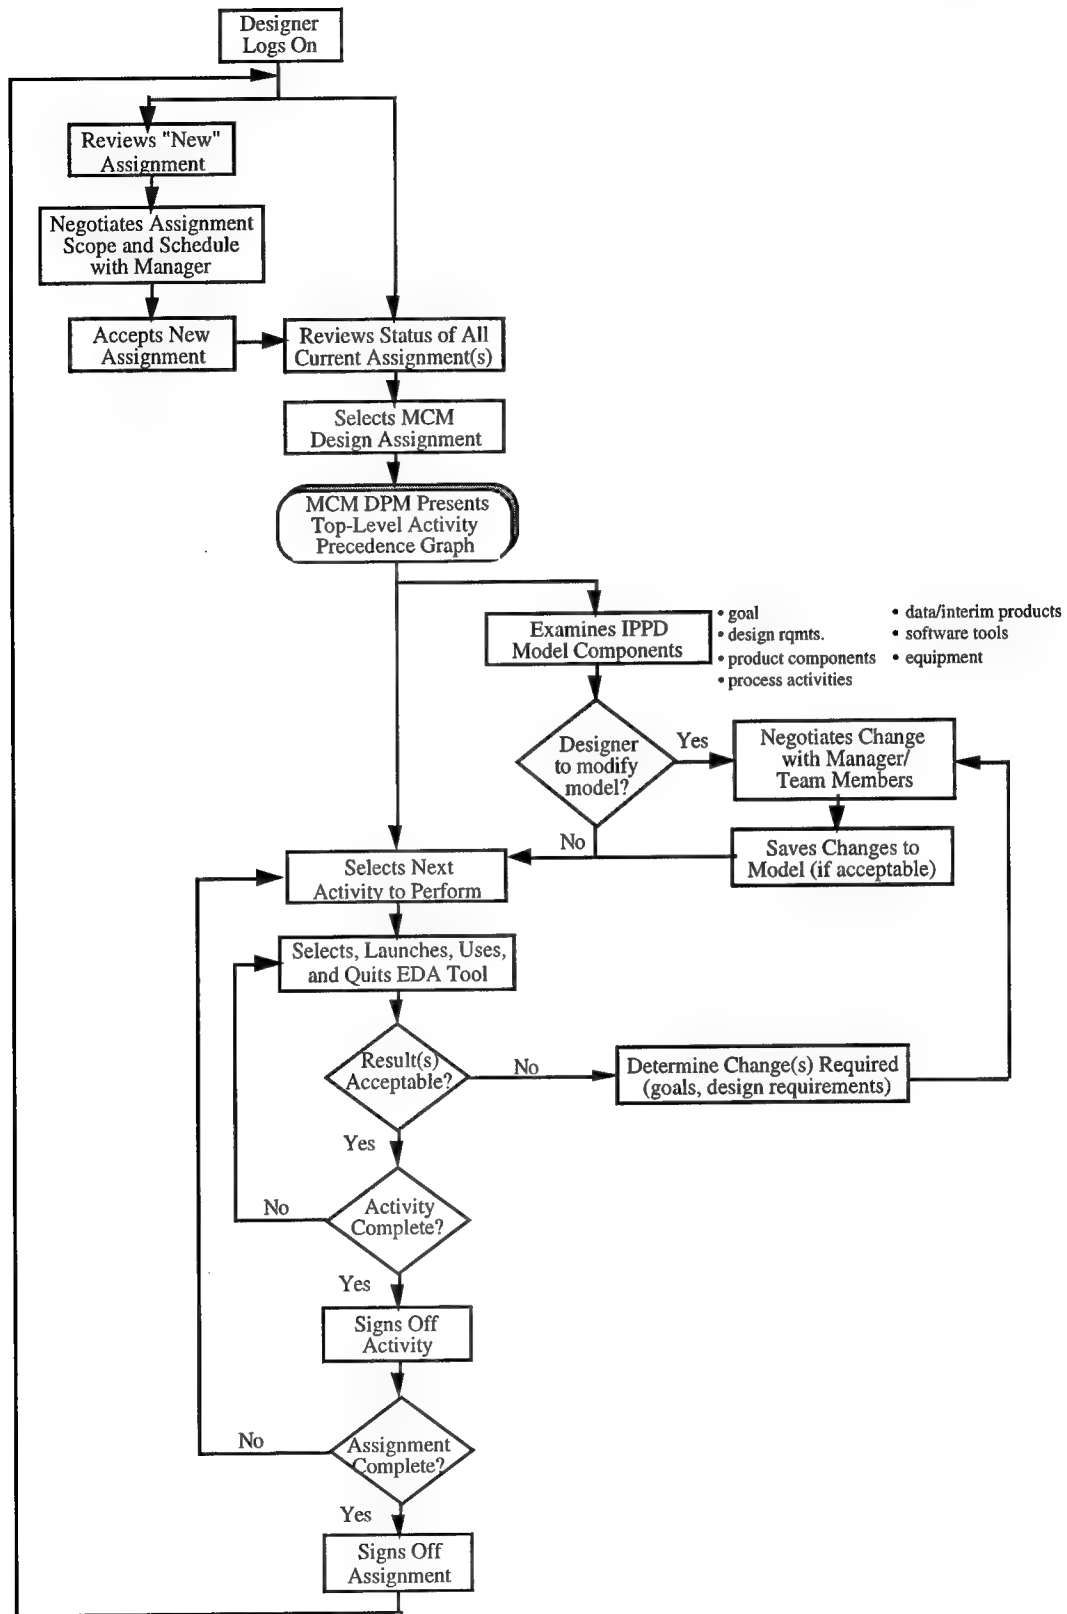 Designer
Logs On
Reviews "New"
Assignment
Negotiates Assignment
Scope and Schedule
with Manager
Accepts New
Assignment
Reviews Status of All
Current Assignment(s)
Selects MCM
Design Assignment
MCM DPM Presents
Top-Level Activity
Precedence Graph
Examines IPPD
Model Components
• goal
• design rqmts.
• product components
• process activities
• data/interim products
• software tools
• equipment
Designer
to modify
model?
Yes
Negotiates Change
with Manager/
Team Members
No
Saves Changes to
Model (if acceptable)
Selects Next
Activity to Perform
Selects, Launches, Uses,
and Quits EDA Tool
Result(s)
Acceptable?
No
Determine Change(s) Required
(goals, design requirements)
Yes
Activity
Complete?
No
Yes
Signs Off
Activity
Assignment
Complete?
No
Yes
Signs Off
Assignment